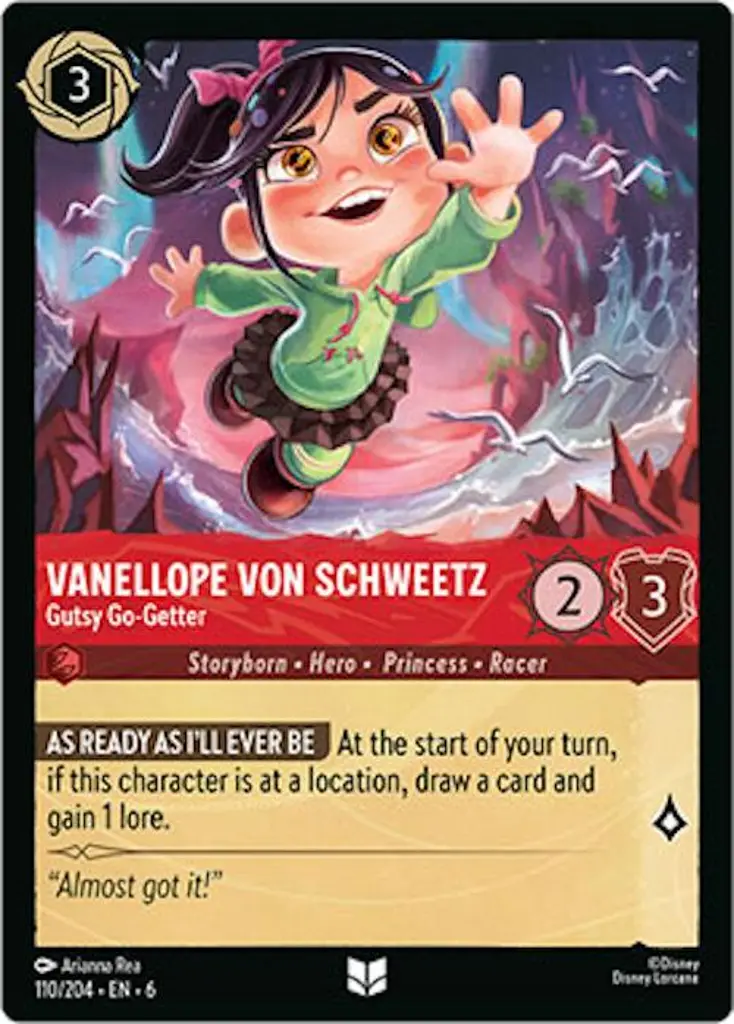 3
VANELLOPE VON SCHWEETZ
Gutsy Go-Getter
2
3
Storyborn • Hero • Princess • Racer
AS READY AS I'LL EVER BE At the start of your turn,
if this character is at a location, draw a card and
gain 1 lore.
“Almost got it!”
Arianna Rea
110/204 • EN • 6
©Disney
Disney Lorcana